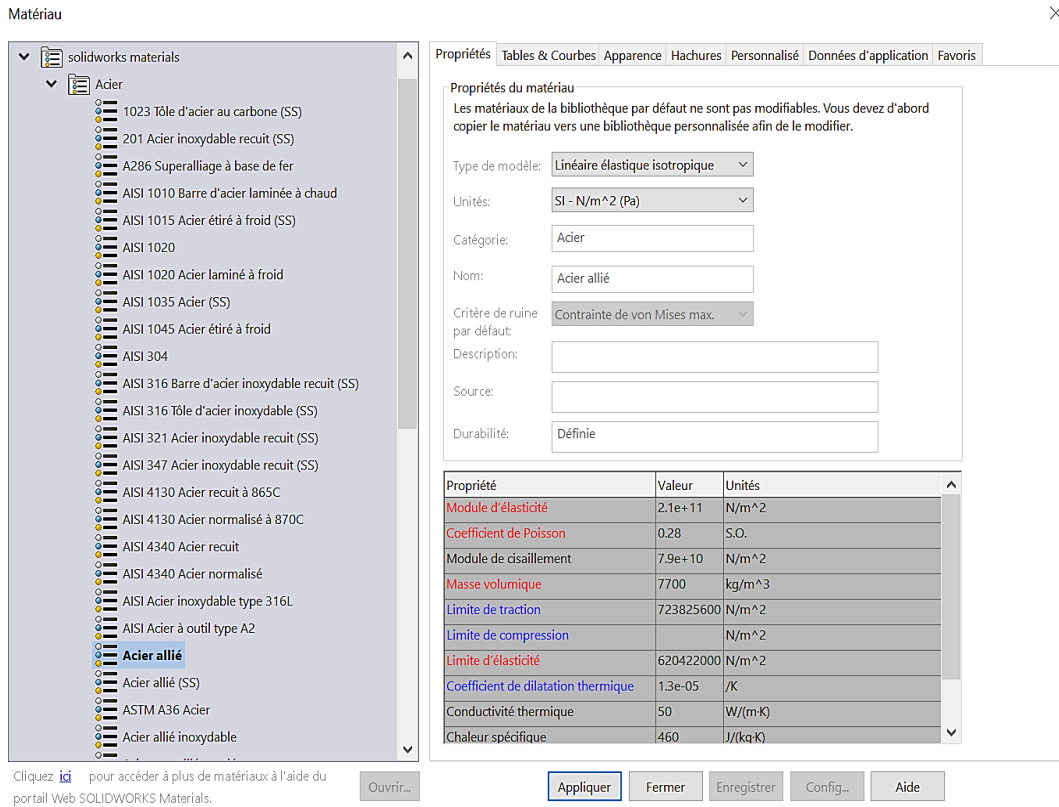 Matériau
solidworks materials
Acier
1023 Tôle d'acier au carbone (SS)
201 Acier inoxydable recuit (SS)
A286 Superalliage à base de fer
AISI 1010 Barre d'acier laminée à chaud
AISI 1015 Acier étiré à froid (SS)
AISI 1020
AISI 1020 Acier laminé à froid
AISI 1035 Acier (SS)
AISI 1045 Acier étiré à froid
AISI 304
AISI 316 Barre d'acier inoxydable recuit (SS)
AISI 316 Tôle d'acier inoxydable (SS)
AISI 321 Acier inoxydable recuit (SS)
AISI 347 Acier inoxydable recuit (SS)
AISI 4130 Acier recuit à 865C
AISI 4130 Acier normalisé à 870C
AISI 4340 Acier recuit
AISI 4340 Acier normalisé
AISI Acier inoxydable type 316L
AISI Acier à outil type A2
Acier allié
Acier allié (SS)
ASTM A36 Acier
Acier allié inoxydable
Cliquez ici pour accéder à plus de matériaux à l'aide du
portail Web SOLIDWORKS Materials.
Ouvrir...
Propriétés Tables & Courbes Apparence Hachures Personnalisé Données d'application Favoris
Propriétés du matériau
Les matériaux de la bibliothèque par défaut ne sont pas modifiables. Vous devez d'abord
copier le matériau vers une bibliothèque personnalisée afin de le modifier.
Type de modèle: Linéaire élastique isotropique
Unités: SI - N/m^2 (Pa)
Catégorie: Acier
Nom: Acier allié
Critère de ruine
par défaut: Contrainte de von Mises max.
Description:
Source:
Durabilité: Définie
Propriété Valeur Unités
Module d'élasticité 2.1e+11 N/m^2
Coefficient de Poisson 0.28 S.O.
Module de cisaillement 7.9e+10 N/m^2
Masse volumique 7700 kg/m^3
Limite de traction 723825600 N/m^2
Limite de compression N/m^2
Limite d'élasticité 620422000 N/m^2
Coefficient de dilatation thermique 1.3e-05 /K
Conductivité thermique 50 W/(m·K)
Chaleur spécifique 460 J/(kg·K)
Appliquer Fermer Enregistrer Config... Aide